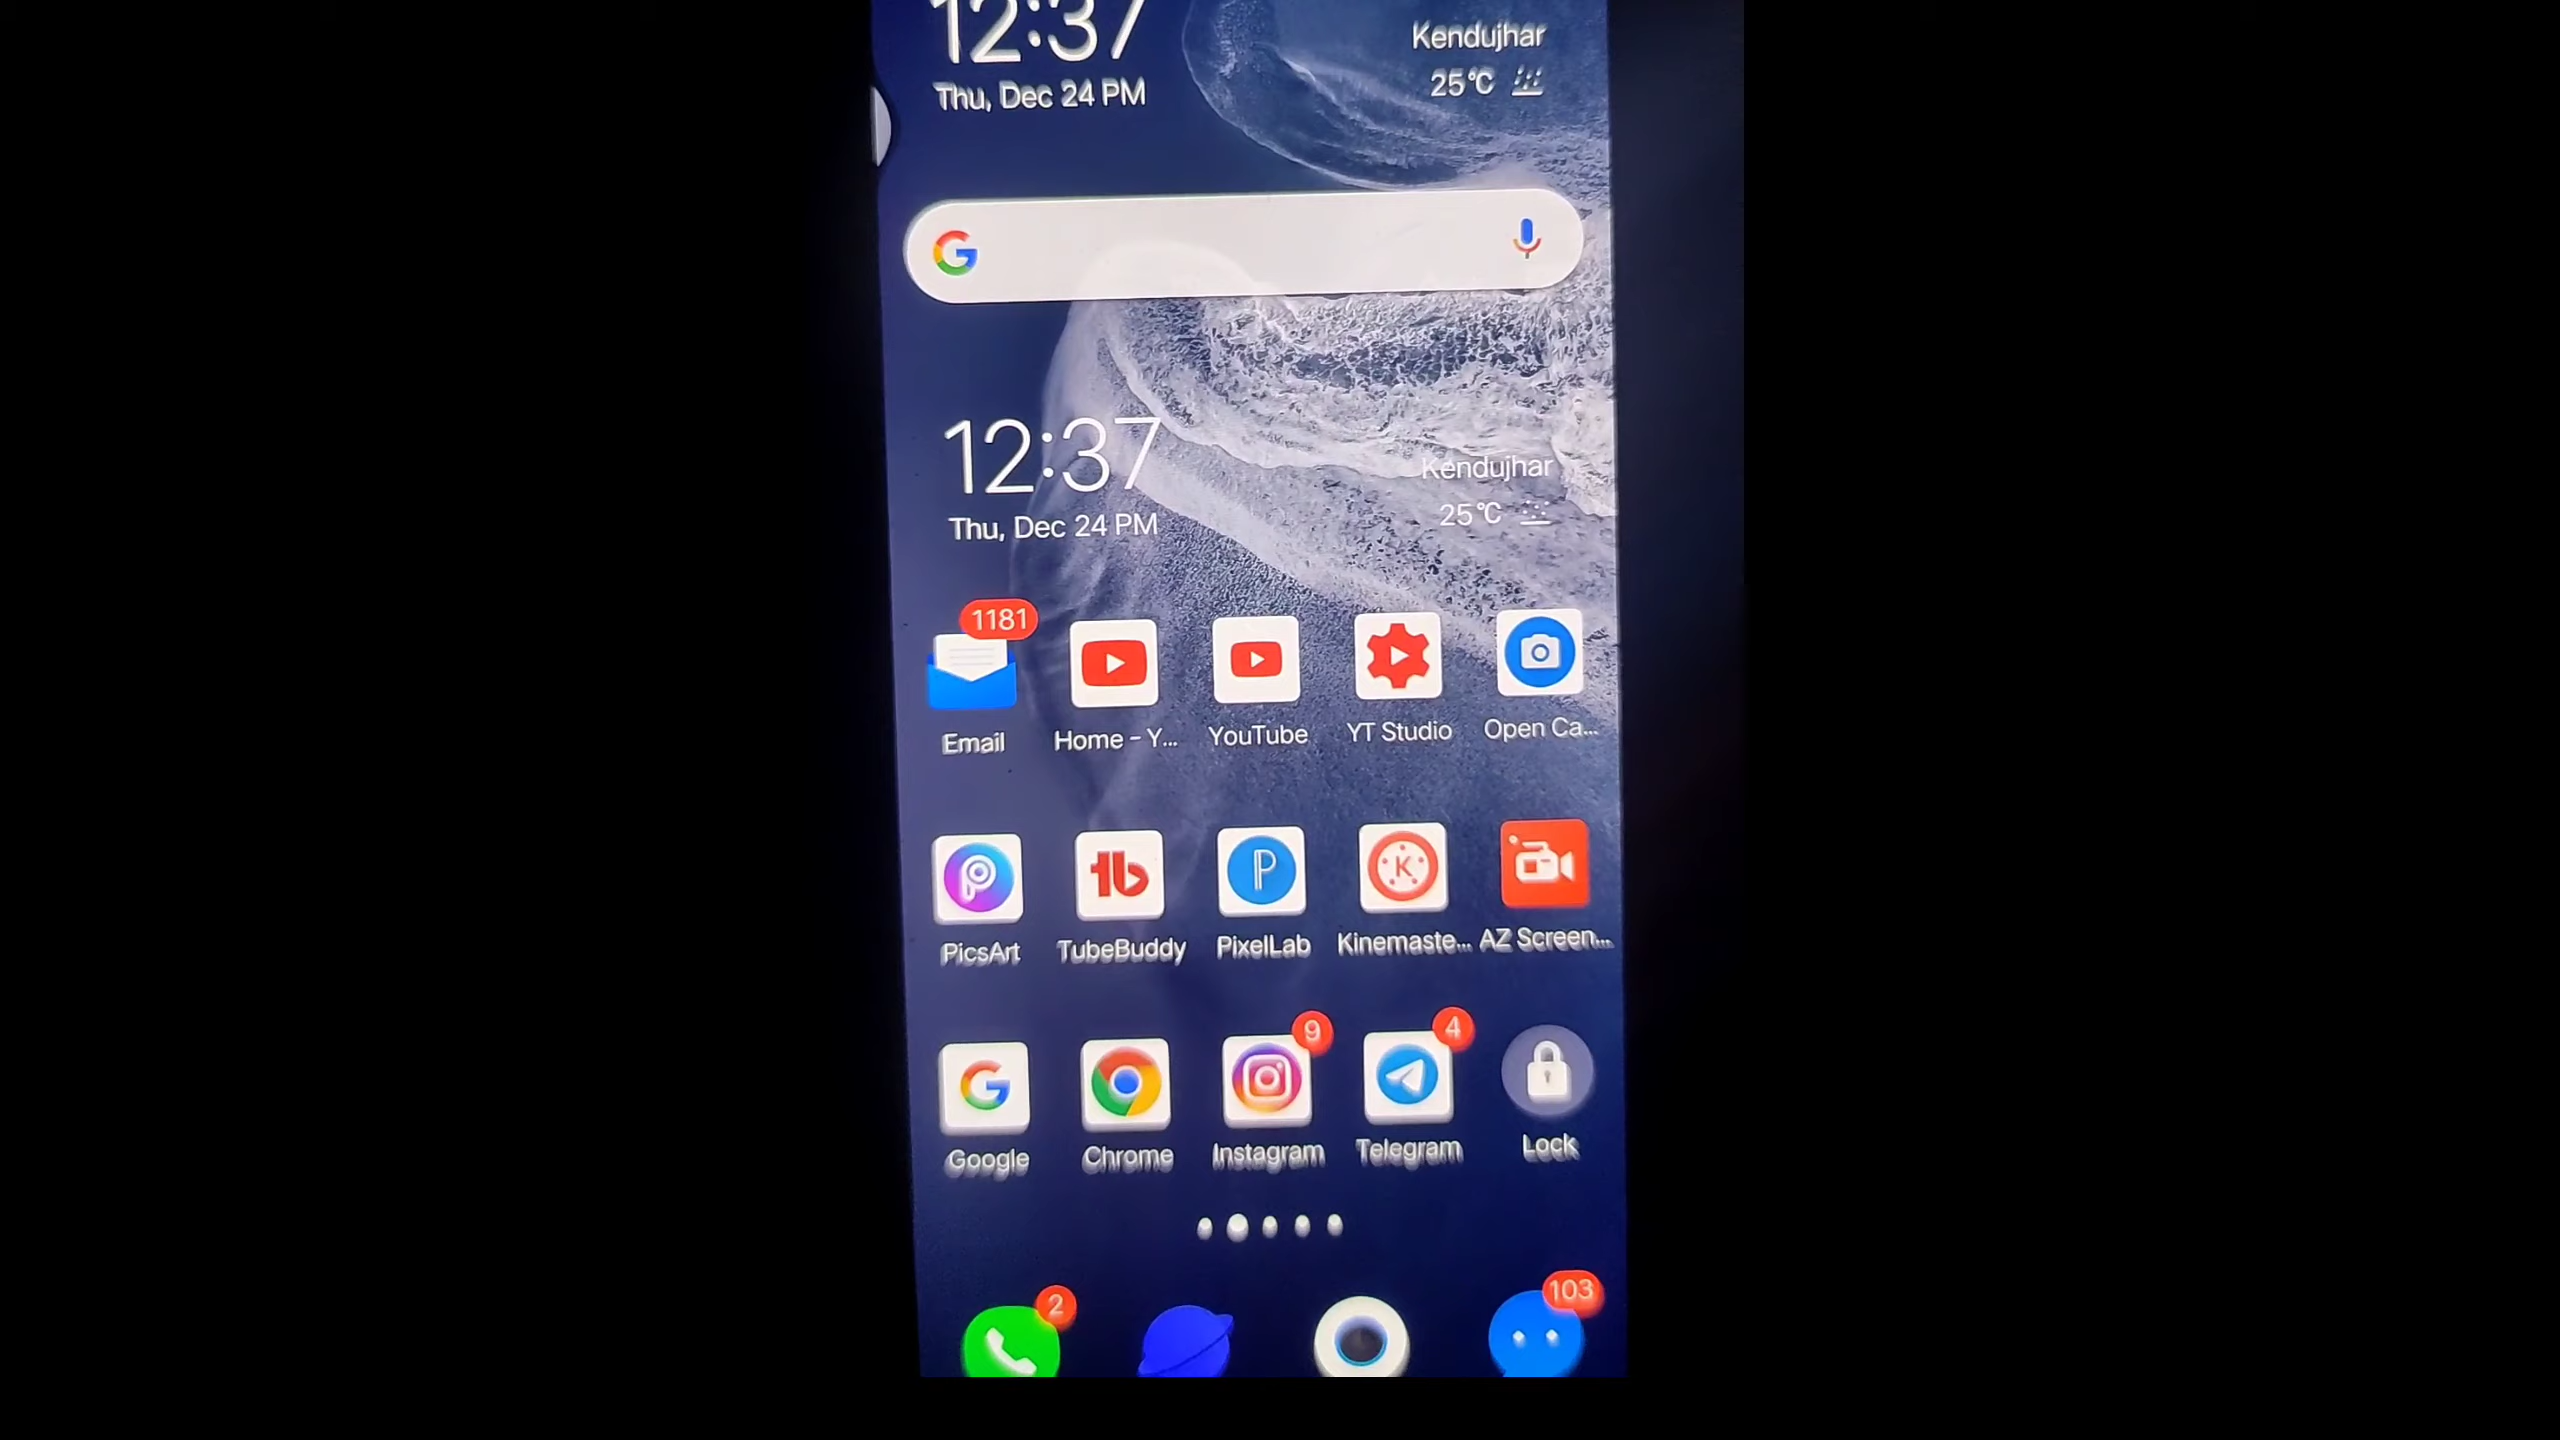 12:37
Kendujhar
Thu, Dec 24 PM
25°C
12:37
Kendujhar
Thu, Dec 24 PM
25°C
1181
Email Home - Y... YouTube YT Studio Open Ca...
PicsArt TubeBuddy PixelLab Kinemaste... AZ Screen...
9 4
Google Chrome Instagram Telegram Lock
2 103